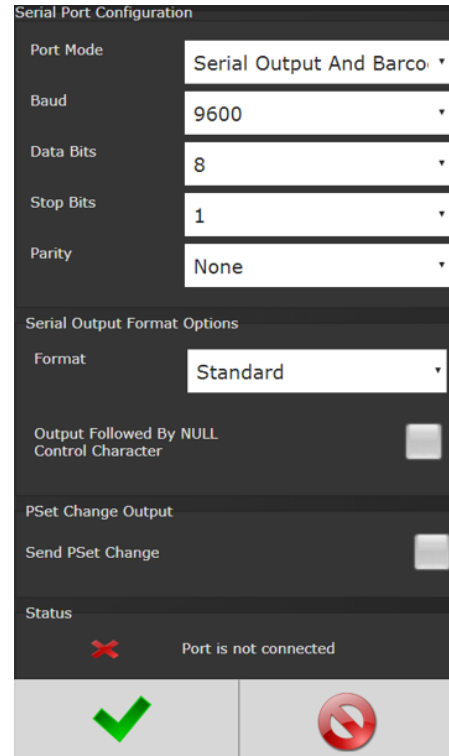 Serial Port Configuration
Port Mode
Serial Output And Barco
Baud
9600
Data Bits
8
Stop Bits
1
Parity
None
Serial Output Format Options
Format
Standard
Output Followed By NULL
Control Character
PSet Change Output
Send PSet Change
Status
Port is not connected